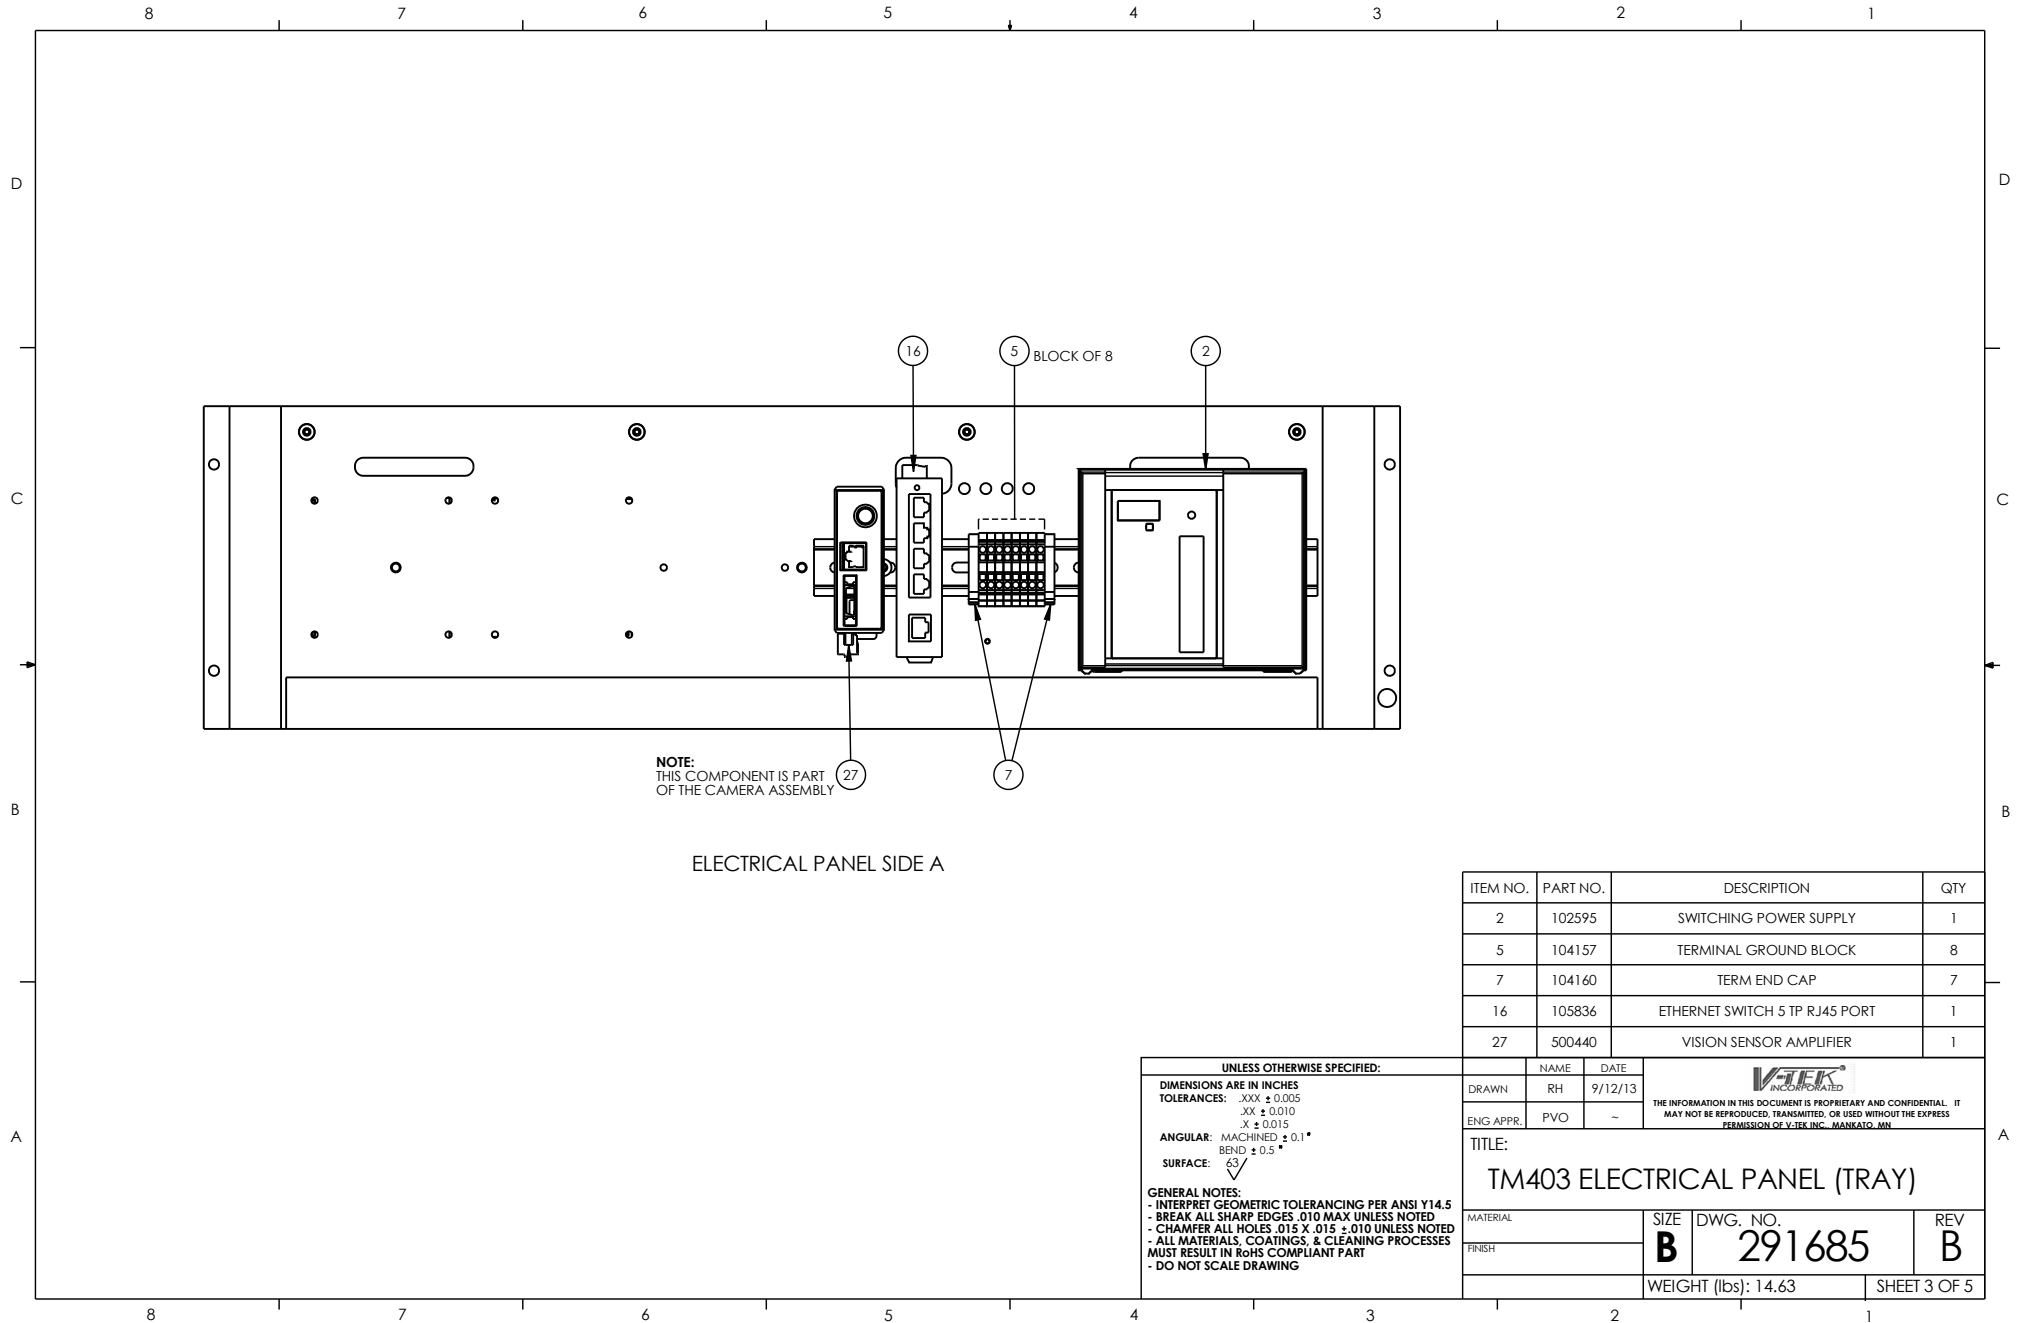 8 7 6 5 4 3 2 1
D D
16 5 BLOCK OF 8 2
C C
NOTE:
THIS COMPONENT IS PART
OF THE CAMERA ASSEMBLY
27 7
B B
ELECTRICAL PANEL SIDE A
ITEM NO. PART NO. DESCRIPTION QTY
2 102595 SWITCHING POWER SUPPLY 1
5 104157 TERMINAL GROUND BLOCK 8
7 104160 TERM END CAP 7
16 105836 ETHERNET SWITCH 5 TP RJ45 PORT 1
27 500440 VISION SENSOR AMPLIFIER 1
UNLESS OTHERWISE SPECIFIED:
DIMENSIONS ARE IN INCHES
TOLERANCES: .XXX ± 0.005
.XX ± 0.010
.X ± 0.015
ANGULAR: MACHINED ± 0.1°
BEND ± 0.5 °
SURFACE: 63
GENERAL NOTES:
- INTERPRET GEOMETRIC TOLERANCING PER ANSI Y14.5
- BREAK ALL SHARP EDGES .010 MAX UNLESS NOTED
- CHAMFER ALL HOLES .015 X .015 ±.010 UNLESS NOTED
- ALL MATERIALS, COATINGS, & CLEANING PROCESSES
MUST RESULT IN RoHS COMPLIANT PART
- DO NOT SCALE DRAWING
NAME DATE
DRAWN RH 9/12/13
ENG APPR. PVO ~
V-TEK®
INCORPORATED
THE INFORMATION IN THIS DOCUMENT IS PROPRIETARY AND CONFIDENTIAL. IT
MAY NOT BE REPRODUCED, TRANSMITTED, OR USED WITHOUT THE EXPRESS
PERMISSION OF V-TEK INC., MANKATO, MN
TITLE:
TM403 ELECTRICAL PANEL (TRAY)
MATERIAL
FINISH
SIZE
B
DWG. NO.
291685
REV
B
WEIGHT (lbs): 14.63 SHEET 3 OF 5
A A
8 7 6 5 4 3 2 1